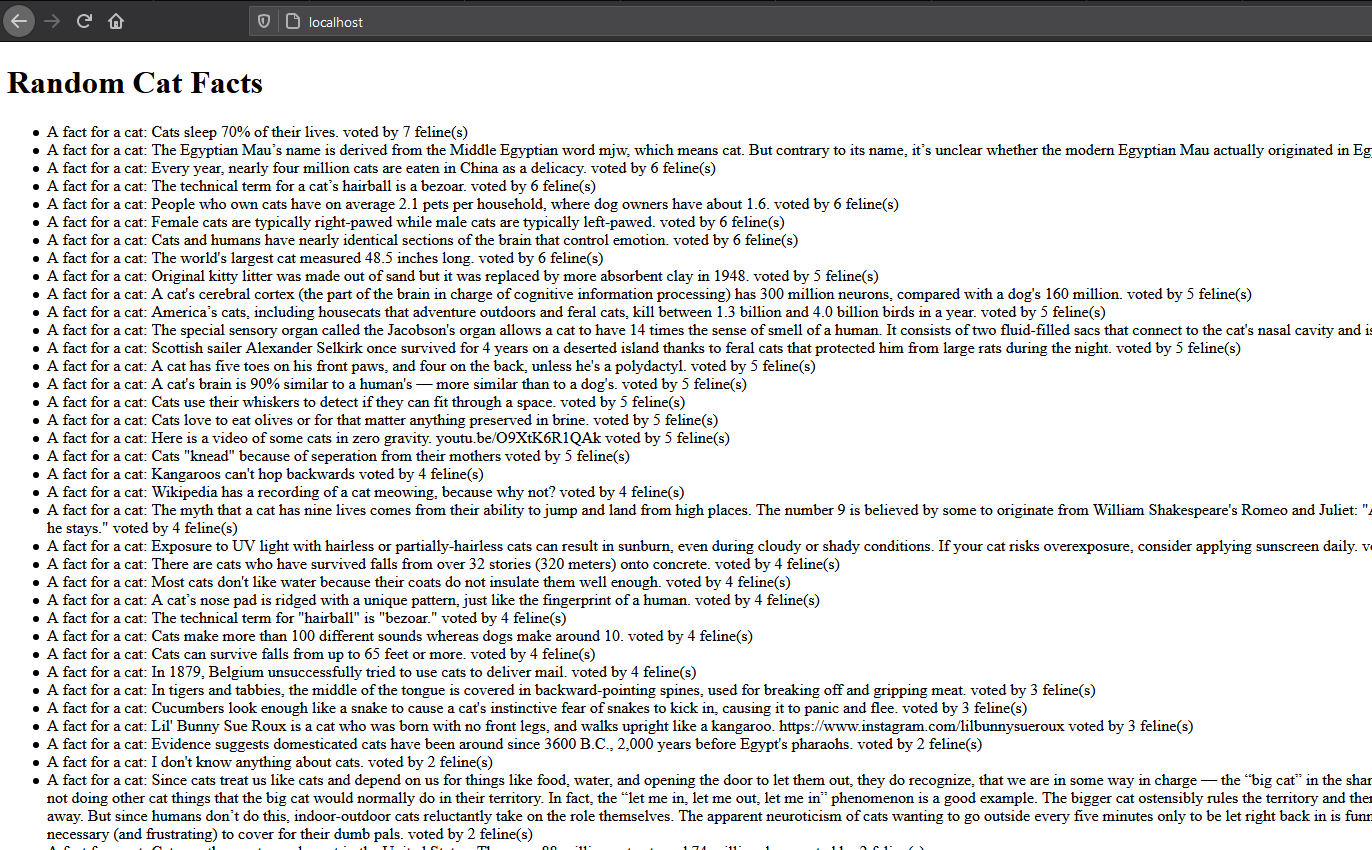 localhost
Random Cat Facts
A fact for a cat: Cats sleep 70% of their lives. voted by 7 feline(s)
A fact for a cat: The Egyptian Mau’s name is derived from the Middle Egyptian word mjw, which means cat. But contrary to its name, it’s unclear whether the modern Egyptian Mau actually originated in Eg
A fact for a cat: Every year, nearly four million cats are eaten in China as a delicacy. voted by 6 feline(s)
A fact for a cat: The technical term for a cat’s hairball is a bezoar. voted by 6 feline(s)
A fact for a cat: People who own cats have on average 2.1 pets per household, where dog owners have about 1.6. voted by 6 feline(s)
A fact for a cat: Female cats are typically right-pawed while male cats are typically left-pawed. voted by 6 feline(s)
A fact for a cat: Cats and humans have nearly identical sections of the brain that control emotion. voted by 6 feline(s)
A fact for a cat: The world's largest cat measured 48.5 inches long. voted by 6 feline(s)
A fact for a cat: Original kitty litter was made out of sand but it was replaced by more absorbent clay in 1948. voted by 5 feline(s)
A fact for a cat: A cat's cerebral cortex (the part of the brain in charge of cognitive information processing) has 300 million neurons, compared with a dog's 160 million. voted by 5 feline(s)
A fact for a cat: America’s cats, including housecats that adventure outdoors and feral cats, kill between 1.3 billion and 4.0 billion birds in a year. voted by 5 feline(s)
A fact for a cat: The special sensory organ called the Jacobson's organ allows a cat to have 14 times the sense of smell of a human. It consists of two fluid-filled sacs that connect to the cat's nasal cavity and is
A fact for a cat: Scottish sailer Alexander Selkirk once survived for 4 years on a deserted island thanks to feral cats that protected him from large rats during the night. voted by 5 feline(s)
A fact for a cat: A cat has five toes on his front paws, and four on the back, unless he's a polydactyl. voted by 5 feline(s)
A fact for a cat: A cat's brain is 90% similar to a human's — more similar than to a dog's. voted by 5 feline(s)
A fact for a cat: Cats use their whiskers to detect if they can fit through a space. voted by 5 feline(s)
A fact for a cat: Cats love to eat olives or for that matter anything preserved in brine. voted by 5 feline(s)
A fact for a cat: Here is a video of some cats in zero gravity. youtu.be/O9XtK6R1QAk voted by 5 feline(s)
A fact for a cat: Cats "knead" because of seperation from their mothers voted by 5 feline(s)
A fact for a cat: Kangaroos can't hop backwards voted by 4 feline(s)
A fact for a cat: Wikipedia has a recording of a cat meowing, because why not? voted by 4 feline(s)
A fact for a cat: The myth that a cat has nine lives comes from their ability to jump and land from high places. The number 9 is believed by some to originate from William Shakespeare's Romeo and Juliet: "A
he stays." voted by 4 feline(s)
A fact for a cat: Exposure to UV light with hairless or partially-hairless cats can result in sunburn, even during cloudy or shady conditions. If your cat risks overexposure, consider applying sunscreen daily. v
A fact for a cat: There are cats who have survived falls from over 32 stories (320 meters) onto concrete. voted by 4 feline(s)
A fact for a cat: Most cats don't like water because their coats do not insulate them well enough. voted by 4 feline(s)
A fact for a cat: A cat’s nose pad is ridged with a unique pattern, just like the fingerprint of a human. voted by 4 feline(s)
A fact for a cat: The technical term for "hairball" is "bezoar." voted by 4 feline(s)
A fact for a cat: Cats make more than 100 different sounds whereas dogs make around 10. voted by 4 feline(s)
A fact for a cat: Cats can survive falls from up to 65 feet or more. voted by 4 feline(s)
A fact for a cat: In 1879, Belgium unsuccessfully tried to use cats to deliver mail. voted by 4 feline(s)
A fact for a cat: In tigers and tabbies, the middle of the tongue is covered in backward-pointing spines, used for breaking off and gripping meat. voted by 3 feline(s)
A fact for a cat: Cucumbers look enough like a snake to cause a cat's instinctive fear of snakes to kick in, causing it to panic and flee. voted by 3 feline(s)
A fact for a cat: Lil' Bunny Sue Roux is a cat who was born with no front legs, and walks upright like a kangaroo. https://www.instagram.com/lilbunnysueroux voted by 3 feline(s)
A fact for a cat: Evidence suggests domesticated cats have been around since 3600 B.C., 2,000 years before Egypt's pharaohs. voted by 2 feline(s)
A fact for a cat: I don't know anything about cats. voted by 2 feline(s)
A fact for a cat: Since cats treat us like cats and depend on us for things like food, water, and opening the door to let them out, they do recognize, that we are in some way in charge — the “big cat” in the shar
not doing other cat things that the big cat would normally do in their territory. In fact, the “let me in, let me out, let me in” phenomenon is a good example. The bigger cat ostensibly rules the territory and the
away. But since humans don’t do this, indoor-outdoor cats reluctantly take on the role themselves. The apparent neuroticism of cats wanting to go outside every five minutes only to be let right back in is funn
necessary (and frustrating) to cover for their dumb pals. voted by 2 feline(s)